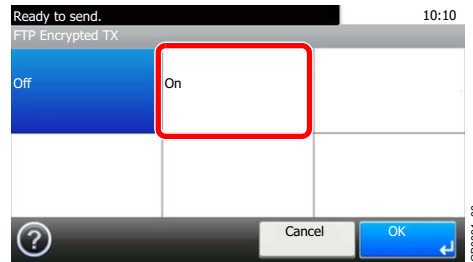 Ready to send. 10:10
FTP Encrypted TX
Off On
?
Cancel OK